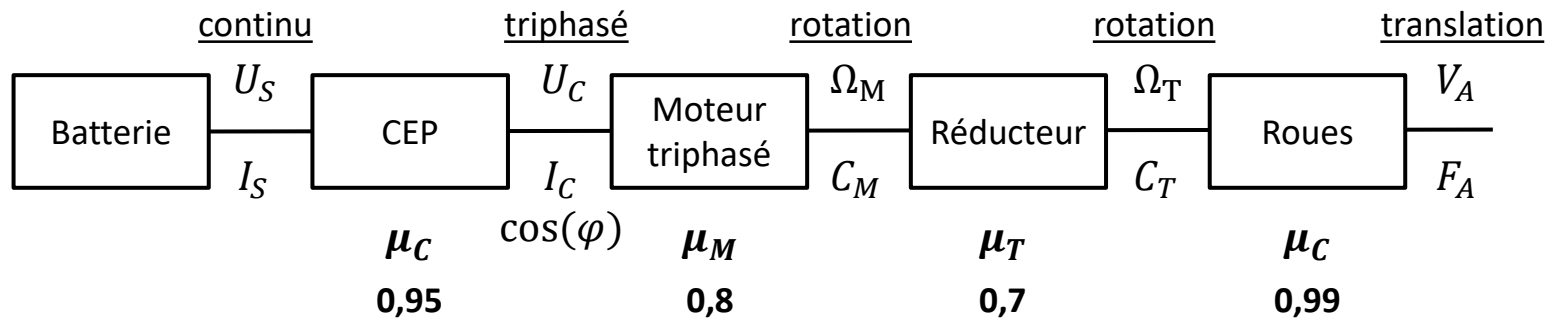 continu triphasé rotation rotation translation
U_S U_C Ω_M Ω_T V_A
Batterie CEP Moteur triphasé Réducteur Roues
I_S I_C C_M C_T F_A
cos(φ)
μ_C μ_M μ_T μ_C
0,95 0,8 0,7 0,99